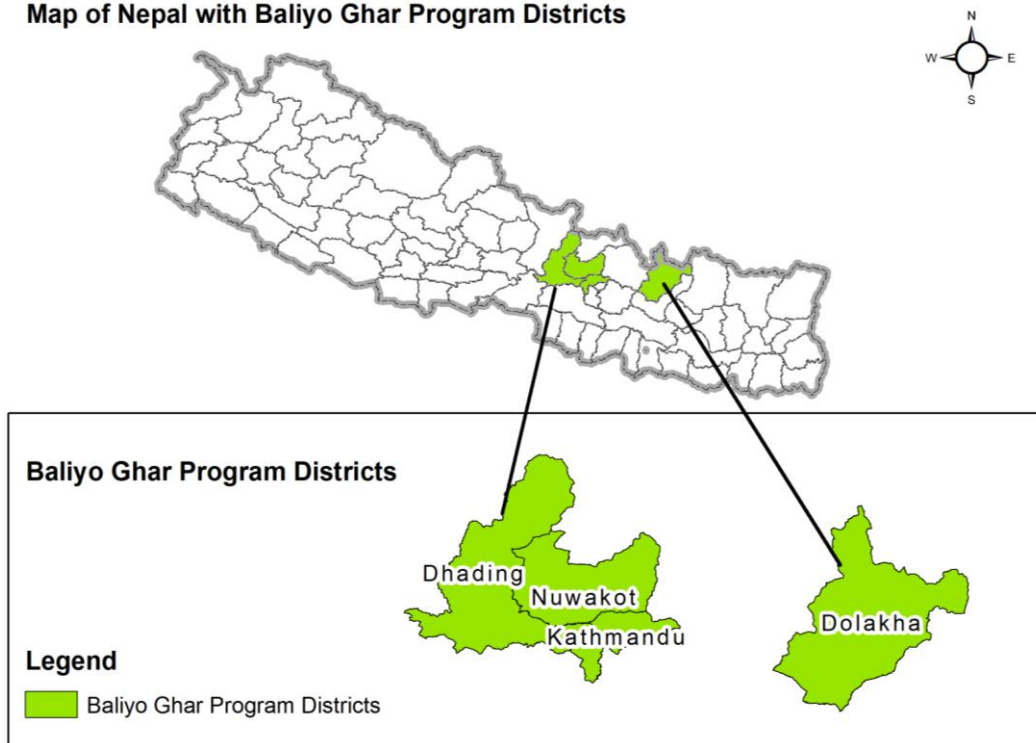 Map of Nepal with Baliyo Ghar Program Districts
N
W
E
S
Baliyo Ghar Program Districts
Dhading
Nuwakot
Kathmandu
Dolakha
Legend
Baliyo Ghar Program Districts